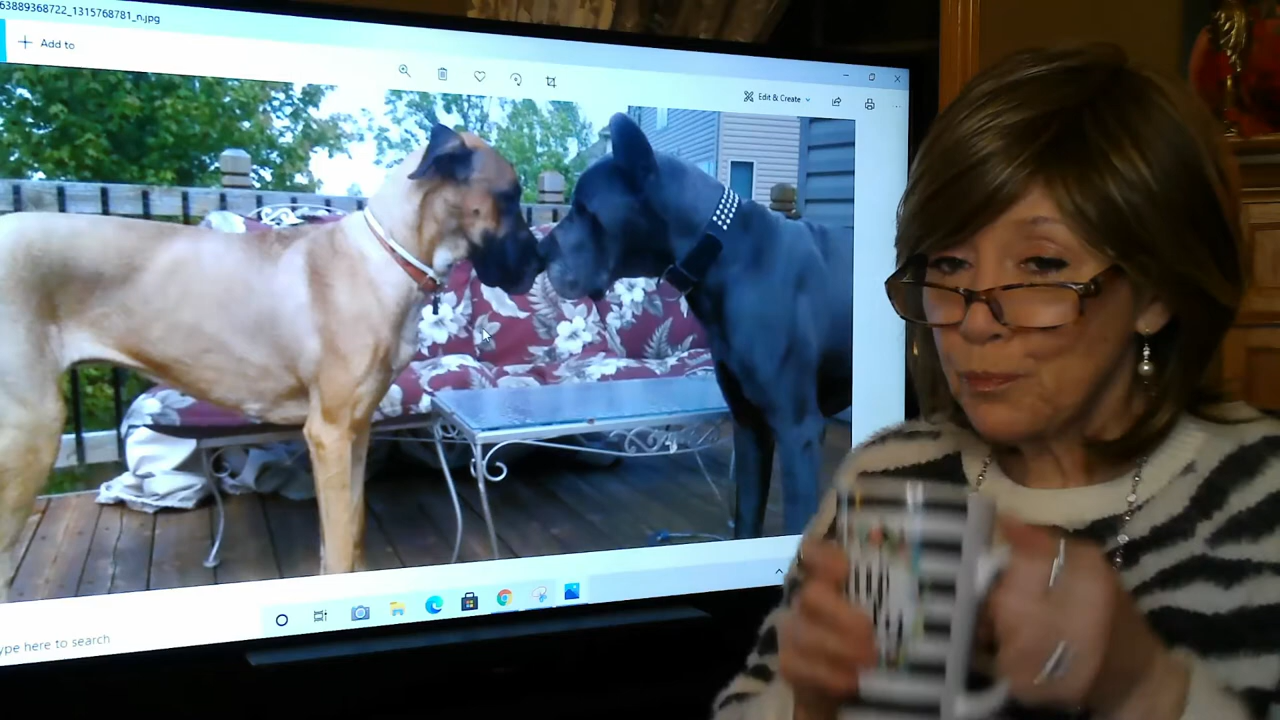 63889368722_1315768781_n.jpg
Add to
Edit & Create
ype here to search